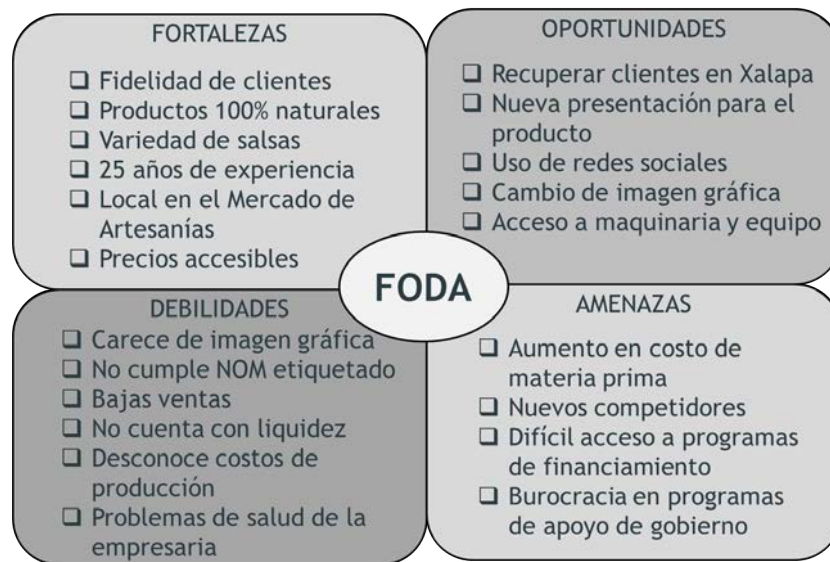 FORTALEZAS
❑ Fidelidad de clientes
❑ Productos 100% naturales
❑ Variedad de salsas
❑ 25 años de experiencia
❑ Local en el Mercado de
Artesanías
❑ Precios accesibles
OPORTUNIDADES
❑ Recuperar clientes en Xalapa
❑ Nueva presentación para el
producto
❑ Uso de redes sociales
❑ Cambio de imagen gráfica
❑ Acceso a maquinaria y equipo
FODA
DEBILIDADES
❑ Carece de imagen gráfica
❑ No cumple NOM etiquetado
❑ Bajas ventas
❑ No cuenta con liquidez
❑ Desconoce costos de
producción
❑ Problemas de salud de la
empresaria
AMENAZAS
❑ Aumento en costo de
materia prima
❑ Nuevos competidores
❑ Difícil acceso a programas
de financiamiento
❑ Burocracia en programas
de apoyo de gobierno